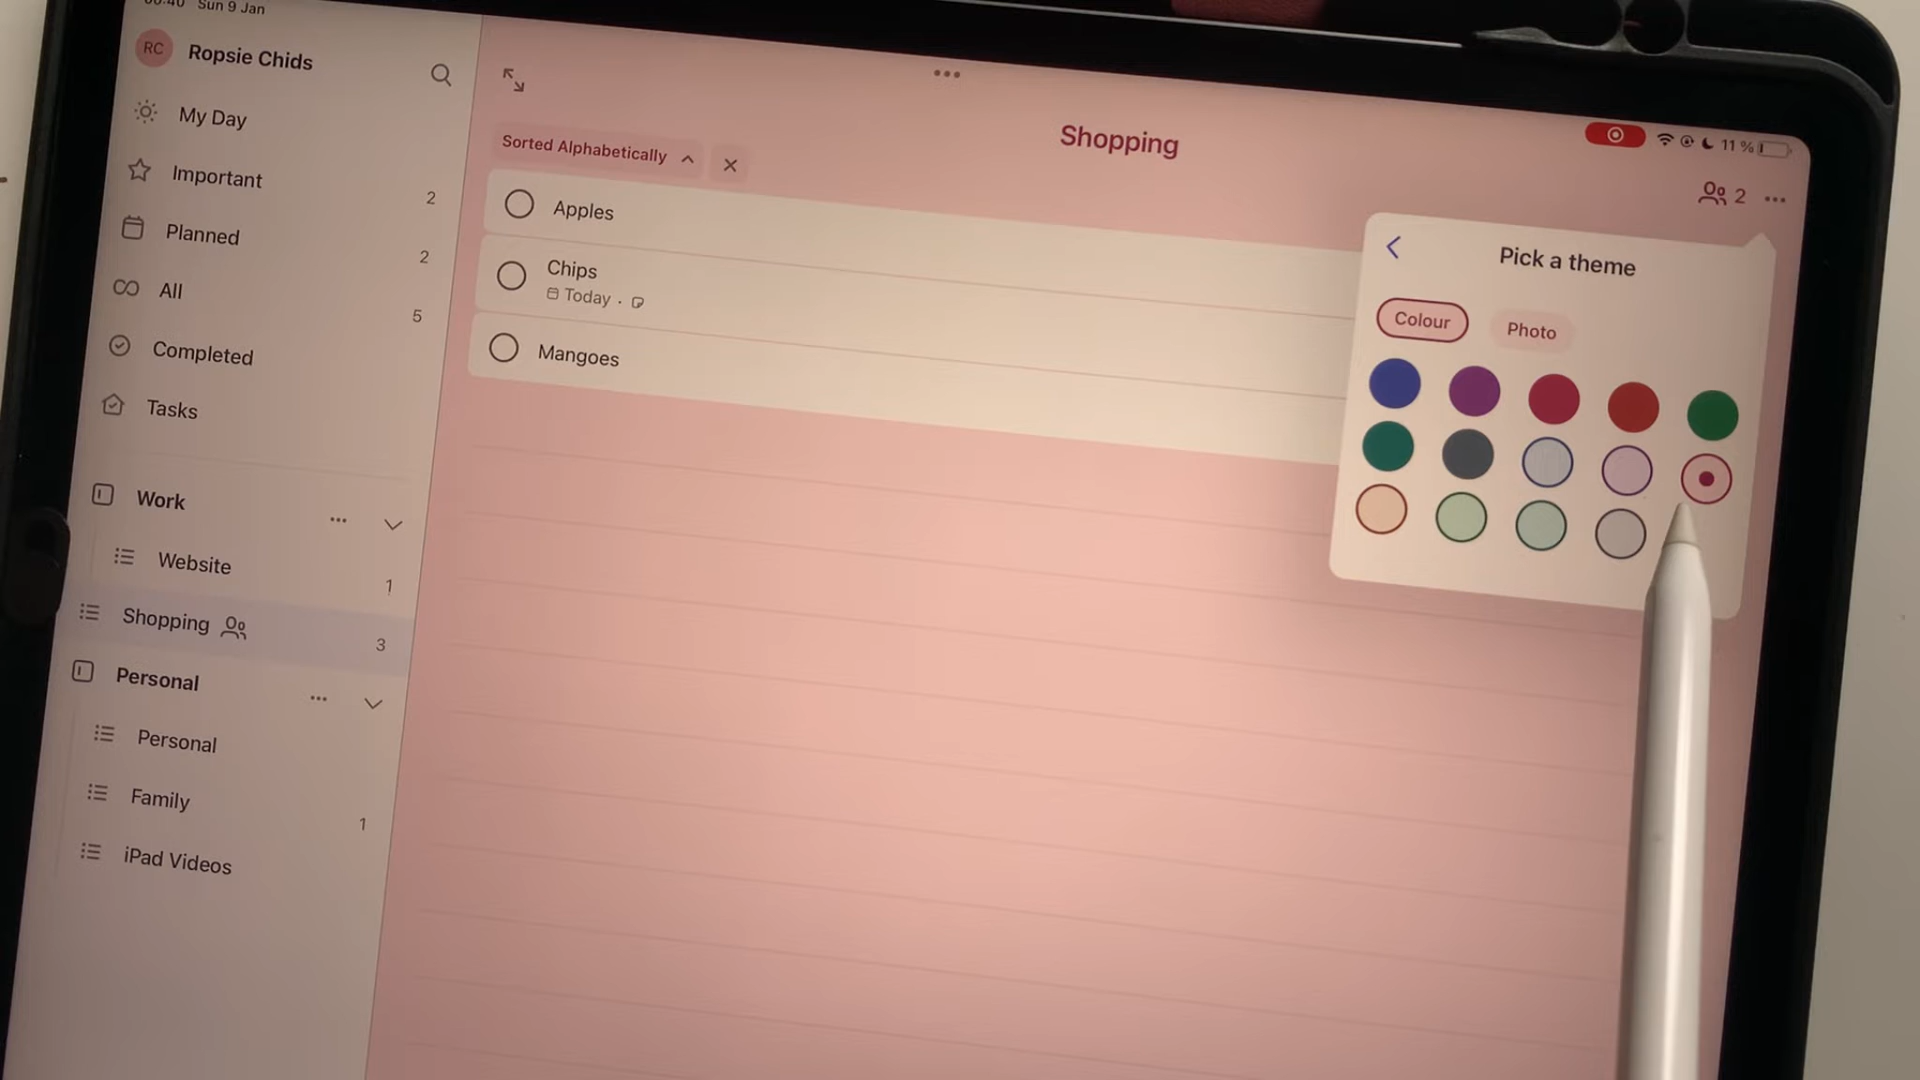 Sun 9 Jan
RC Ropsie Chids
My Day
Important 2
Planned 2
All 5
Completed
Tasks
Work
Website 1
Shopping 3
Personal
Personal
Family 1
iPad Videos
Shopping
11 %
2
Sorted Alphabetically
Apples
Chips
Today
Mangoes
Pick a theme
Colour Photo